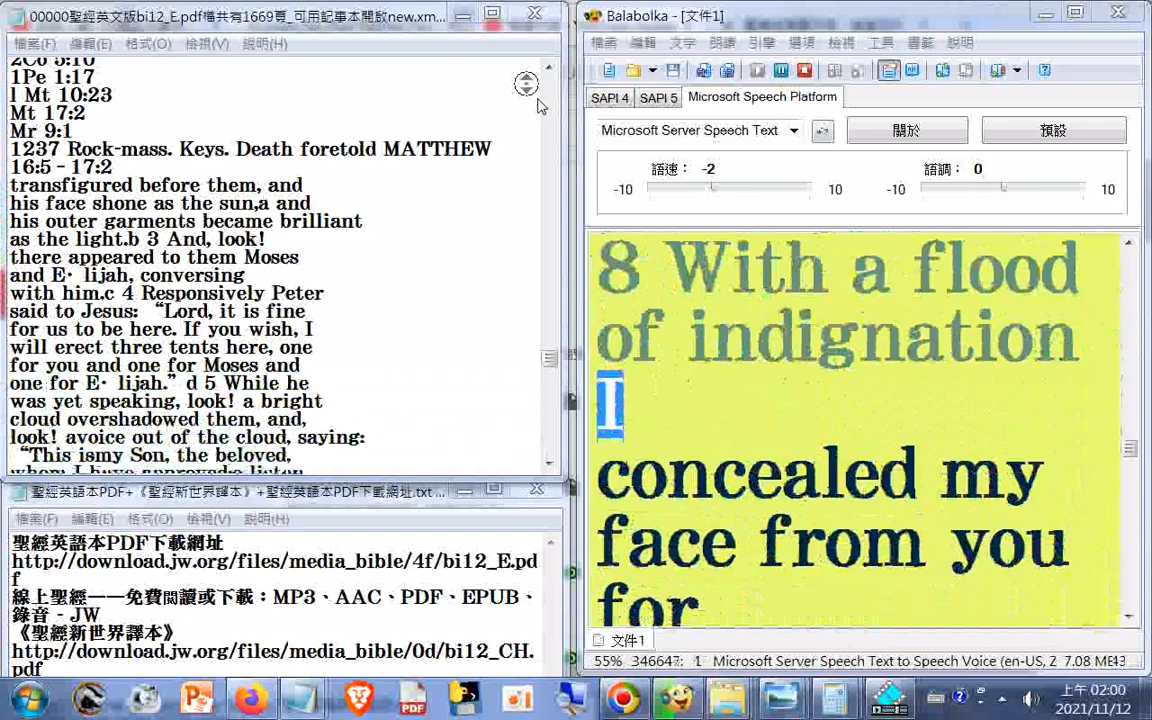 00000聖經英文版bi12_E.pdf檔共有1669頁_可用記事本開啟new.xm...
檔案(F) 編輯(E) 格式(O) 檢視(V) 說明(H)
2Co 5:10
1Pe 1:17
l Mt 10:23
Mt 17:2
Mr 9:1
1237 Rock-mass. Keys. Death foretold MATTHEW
16:5 – 17:2
transfigured before them, and
his face shone as the sun,a and
his outer garments became brilliant
as the light.b 3 And, look!
there appeared to them Moses
and E· lijah, conversing
with him.c 4 Responsively Peter
said to Jesus: “Lord, it is fine
for us to be here. If you wish, I
will erect three tents here, one
for you and one for Moses and
one for E· lijah.” d 5 While he
was yet speaking, look! a bright
cloud overshadowed them, and,
look! avoice out of the cloud, saying:
“This ismy Son, the beloved,
whom I have approved;e listen
聖經英語本PDF+《聖經新世界譯本》+聖經英語本PDF下載網址.txt ...
檔案(F) 編輯(E) 格式(O) 檢視(V) 說明(H)
聖經英語本PDF下載網址
http://download.jw.org/files/media_bible/4f/bi12_E.pd
f
線上聖經——免費閱讀或下載：MP3、AAC、PDF、EPUB、
錄音 - JW
《聖經新世界譯本》
http://download.jw.org/files/media_bible/0d/bi12_CH.
pdf
Balabolka - [文件1]
檔案 編輯 文字 朗讀 引擎 選項 檢視 工具 書籤 說明
SAPI 4 SAPI 5 Microsoft Speech Platform
Microsoft Server Speech Text 關於 預設
語速： -2 語調： 0
-10 10 -10 10
8 With a flood
of indignation
I
concealed my
face from you
for
文件1
55% 346647: 1 Microsoft Server Speech Text to Speech Voice (en-US, 2 7.08 MB
上午 02:00
2021/11/12